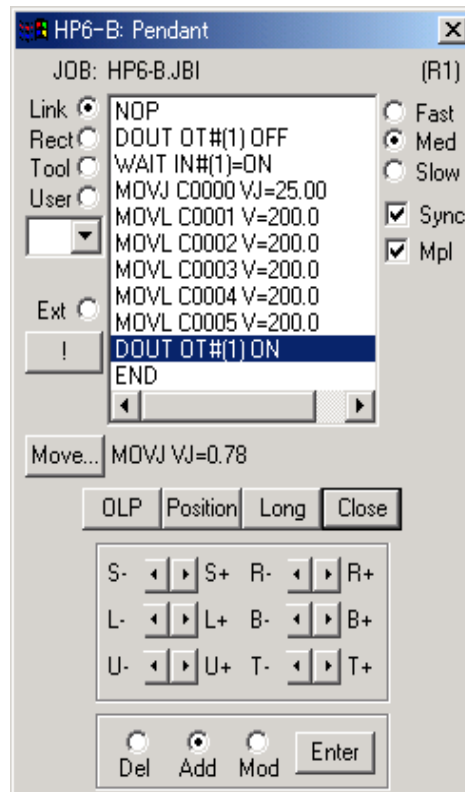 HP6-B: Pendant
JOB: HP6-B.JBI (R1)
Link
Rect
Tool
User
Ext
!
NOP
DOUT OT#(1) OFF
WAIT IN#(1)=ON
MOVJ C0000 VJ=25.00
MOVL C0001 V=200.0
MOVL C0002 V=200.0
MOVL C0003 V=200.0
MOVL C0004 V=200.0
MOVL C0005 V=200.0
DOUT OT#(1) ON
END
Fast
Med
Slow
Sync
Mpl
Move... MOVJ VJ=0.78
OLP Position Long Close
S- S+ R- R+
L- L+ B- B+
U- U+ T- T+
Del Add Mod Enter